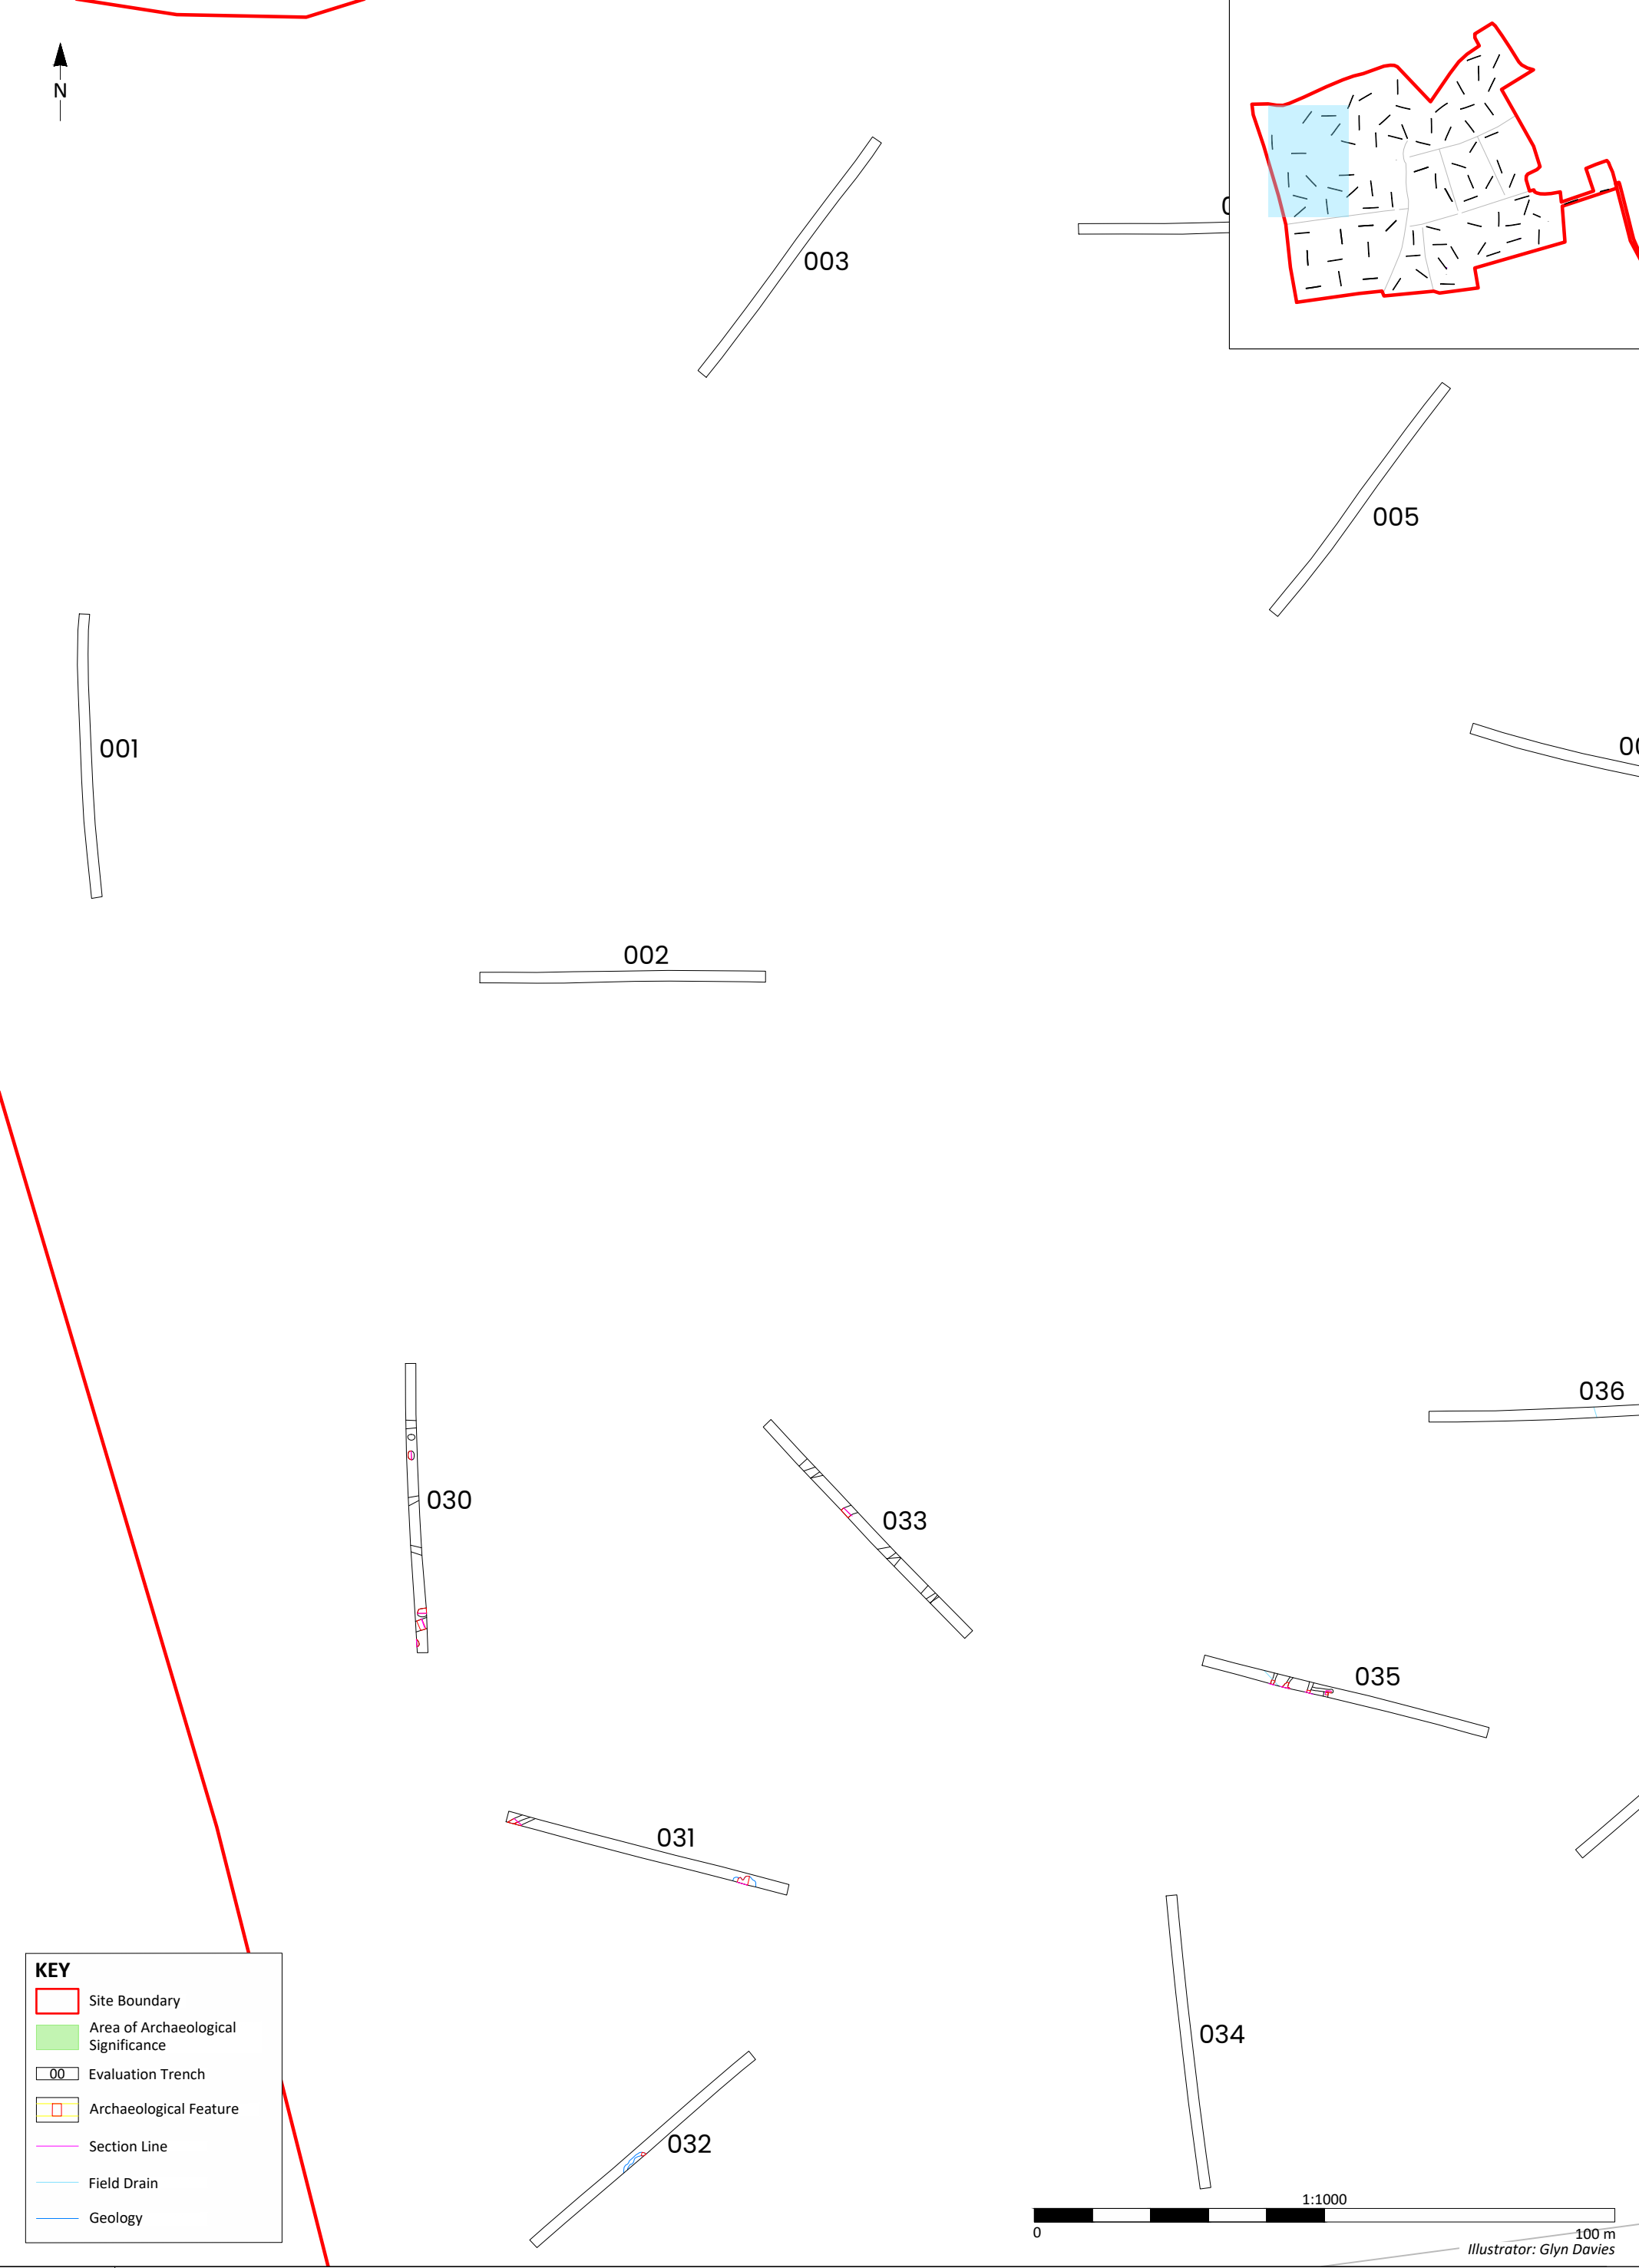 N
003
005
001
002
036
030
033
035
031
034
032
KEY
Site Boundary
Area of Archaeological
Significance
00 Evaluation Trench
Archaeological Feature
Section Line
Field Drain
Geology
1:1000
0 100 m
Illustrator: Glyn Davies